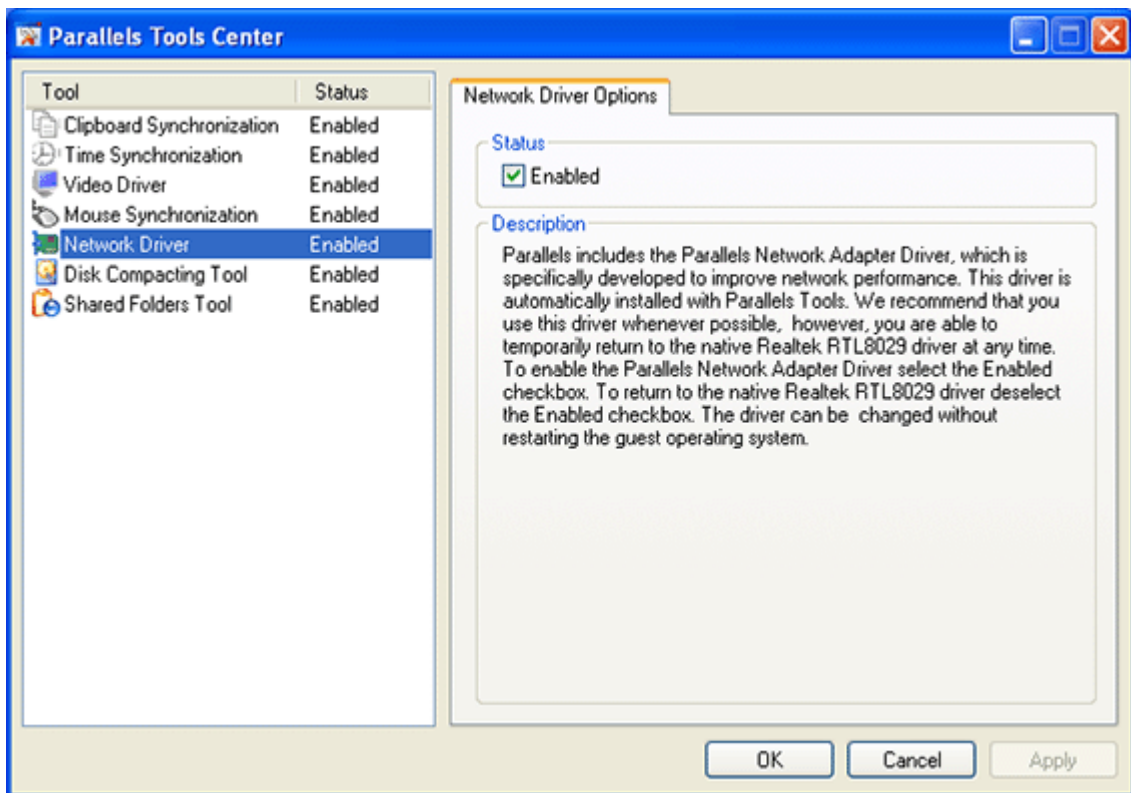 Parallels Tools Center
Tool Status
Clipboard Synchronization Enabled
Time Synchronization Enabled
Video Driver Enabled
Mouse Synchronization Enabled
Network Driver Enabled
Disk Compacting Tool Enabled
Shared Folders Tool Enabled
Network Driver Options
Status
Enabled
Description
Parallels includes the Parallels Network Adapter Driver, which is
specifically developed to improve network performance. This driver is
automatically installed with Parallels Tools. We recommend that you
use this driver whenever possible, however, you are able to
temporarily return to the native Realtek RTL8029 driver at any time.
To enable the Parallels Network Adapter Driver select the Enabled
checkbox. To return to the native Realtek RTL8029 driver deselect
the Enabled checkbox. The driver can be changed without
restarting the guest operating system.
OK Cancel Apply